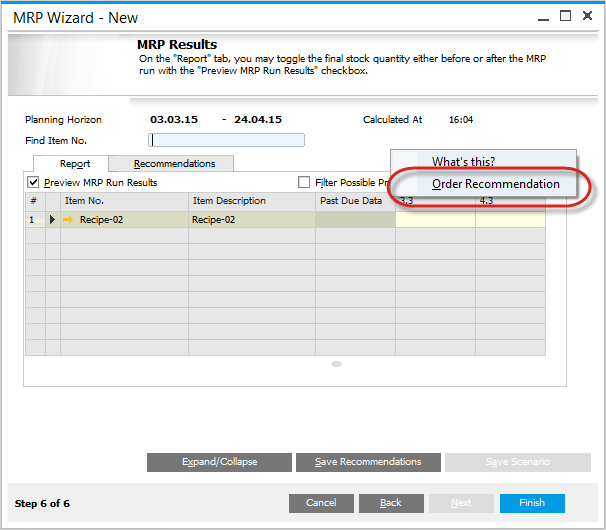 MRP Wizard - New
MRP Results
On the "Report" tab, you may toggle the final stock quantity either before or after the MRP
run with the "Preview MRP Run Results" checkbox.
Planning Horizon 03.03.15 - 24.04.15 Calculated At 16:04
Find Item No.
What's this?
Order Recommendation
Report Recommendations
Preview MRP Run Results Filter Possible Pr
# Item No. Item Description Past Due Data 3.3 4.3
1 Recipe-02 Recipe-02
Expand/Collapse Save Recommendations Save Scenario
Step 6 of 6 Cancel Back Next Finish